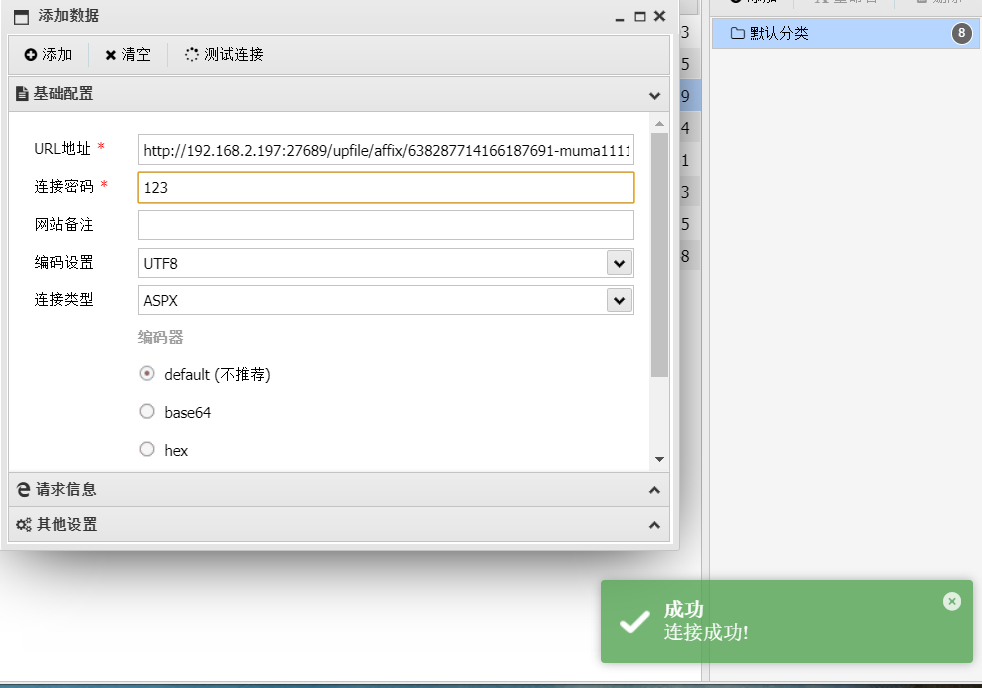 添加数据
添加
清空
测试连接
基础配置
URL地址 *
http://192.168.2.197:27689/upfile/affix/638287714166187691-muma1111
连接密码 *
123
网站备注
编码设置
UTF8
连接类型
ASPX
编码器
default (不推荐)
base64
hex
请求信息
其他设置
3
5
9
4
1
3
5
8
默认分类
8
成功
连接成功!